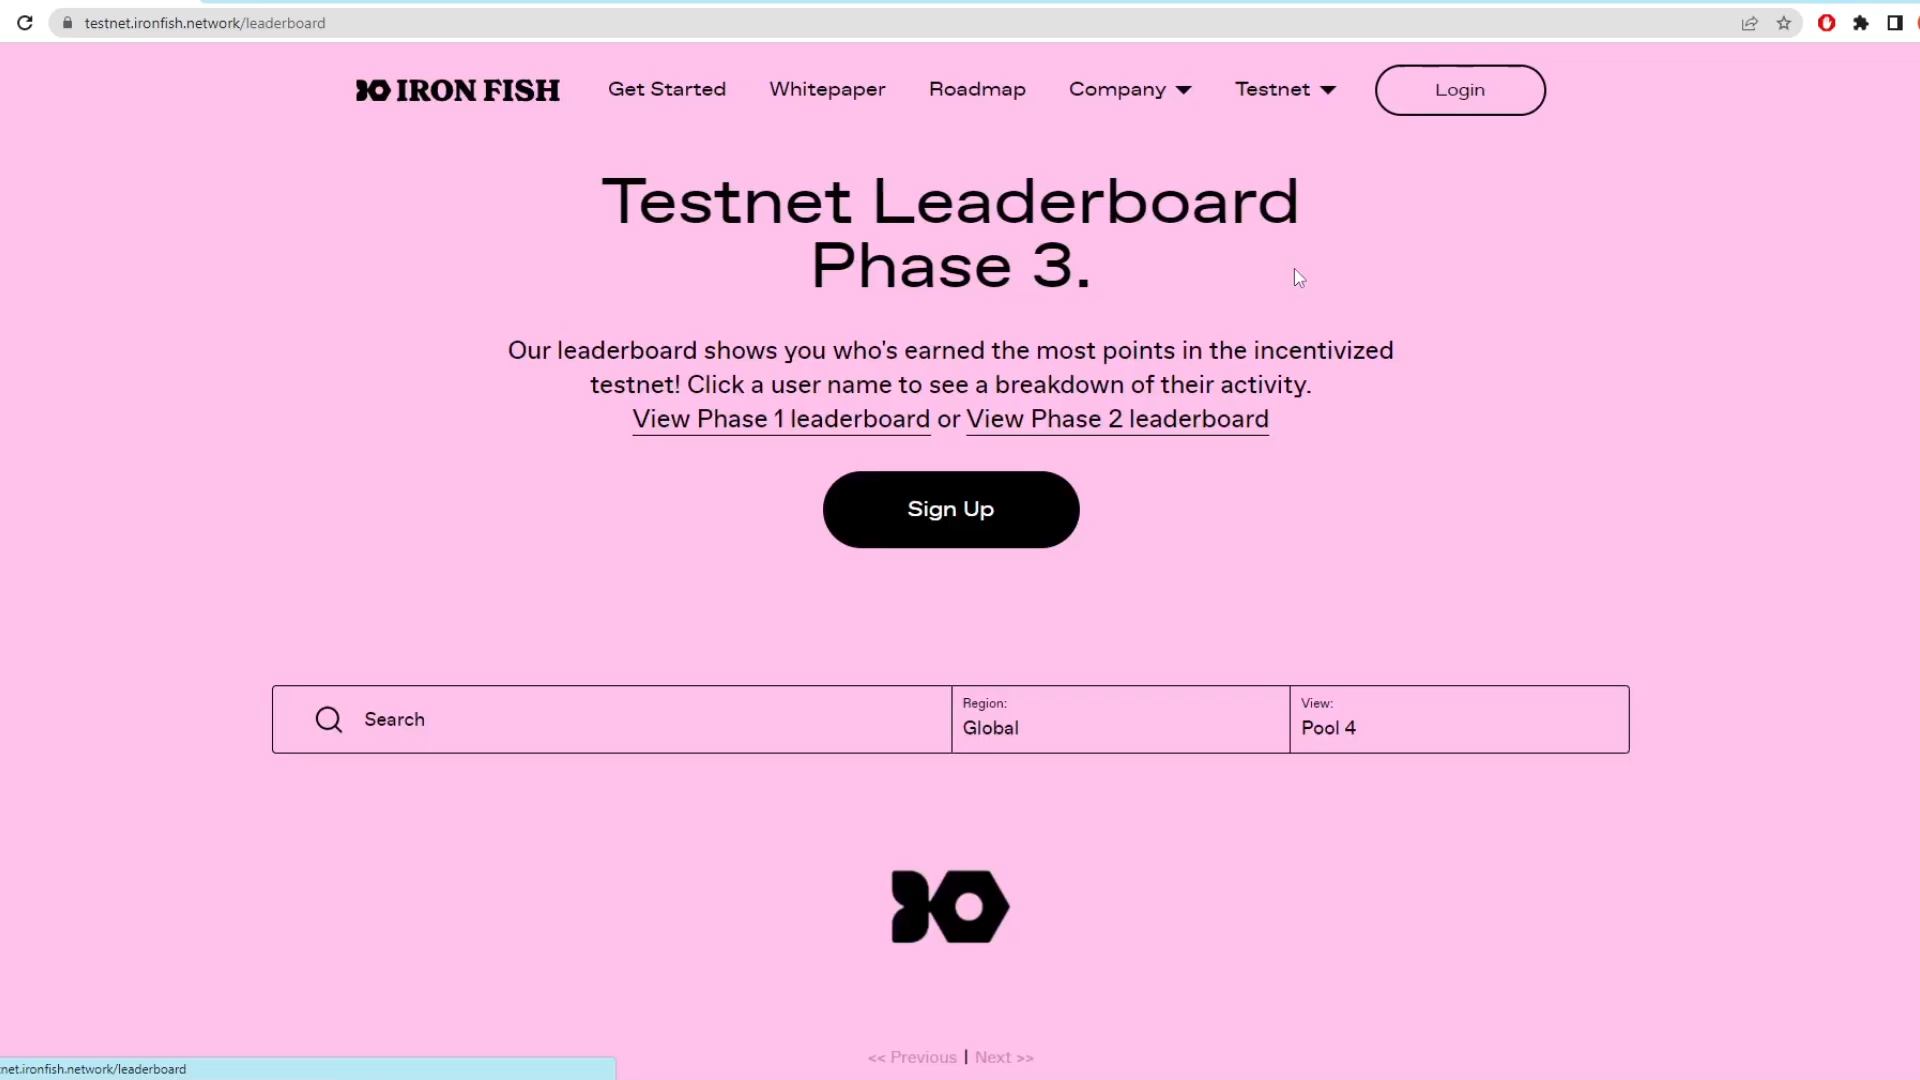 testnet.ironfish.network/leaderboard
IRON FISH
Get Started
Whitepaper
Roadmap
Company
Testnet
Login
Testnet Leaderboard
Phase 3.
Our leaderboard shows you who's earned the most points in the incentivized
testnet! Click a user name to see a breakdown of their activity.
View Phase 1 leaderboard or View Phase 2 leaderboard
Sign Up
Search
Region:
Global
View:
Pool 4
<< Previous | Next >>
net.ironfish.network/leaderboard